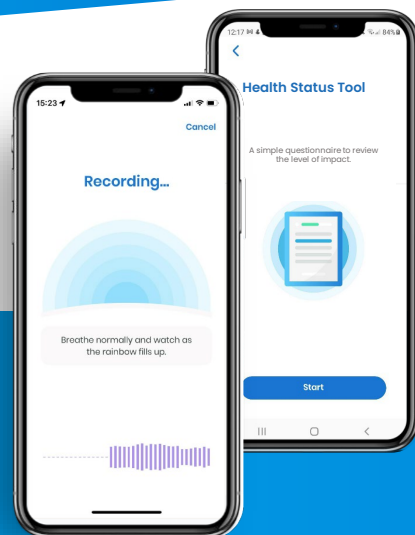 15:23
Cancel
Recording...
Breathe normally and watch as
the rainbow fills up.
12:17
84%
Health Status Tool
A simple questionnaire to review
the level of impact.
Start